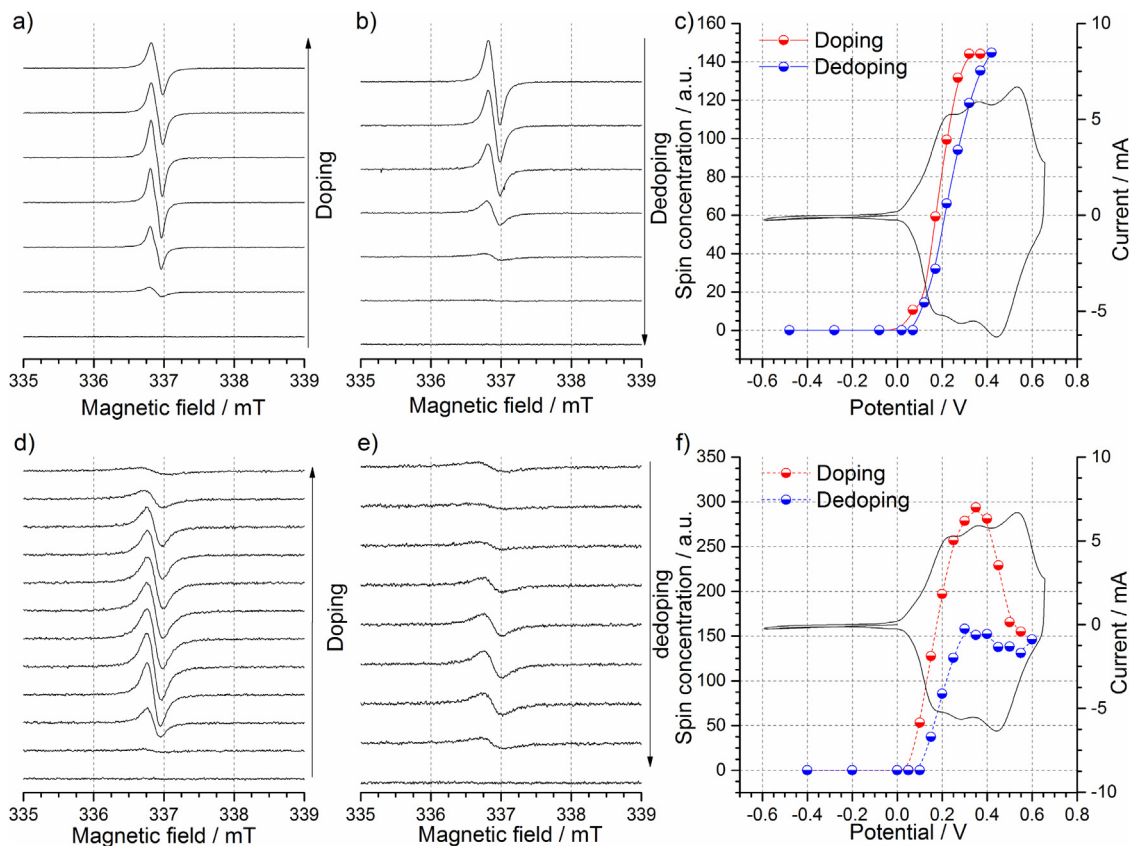 a)
Doping
335 336 337 338 339
Magnetic field / mT
b)
Dedoping
335 336 337 338 339
Magnetic field / mT
c)
Doping
Dedoping
160
140
120
100
80
60
40
20
0
Spin concentration / a.u.
10
5
0
-5
Current / mA
-0.6 -0.4 -0.2 0.0 0.2 0.4 0.6 0.8
Potential / V
d)
Doping
335 336 337 338 339
Magnetic field / mT
e)
dedoping
335 336 337 338 339
Magnetic field / mT
f)
Doping
Dedoping
350
300
250
200
150
100
50
0
Spin concentration / a.u.
10
5
0
-5
-10
Current / mA
-0.6 -0.4 -0.2 0.0 0.2 0.4 0.6 0.8
Potential / V